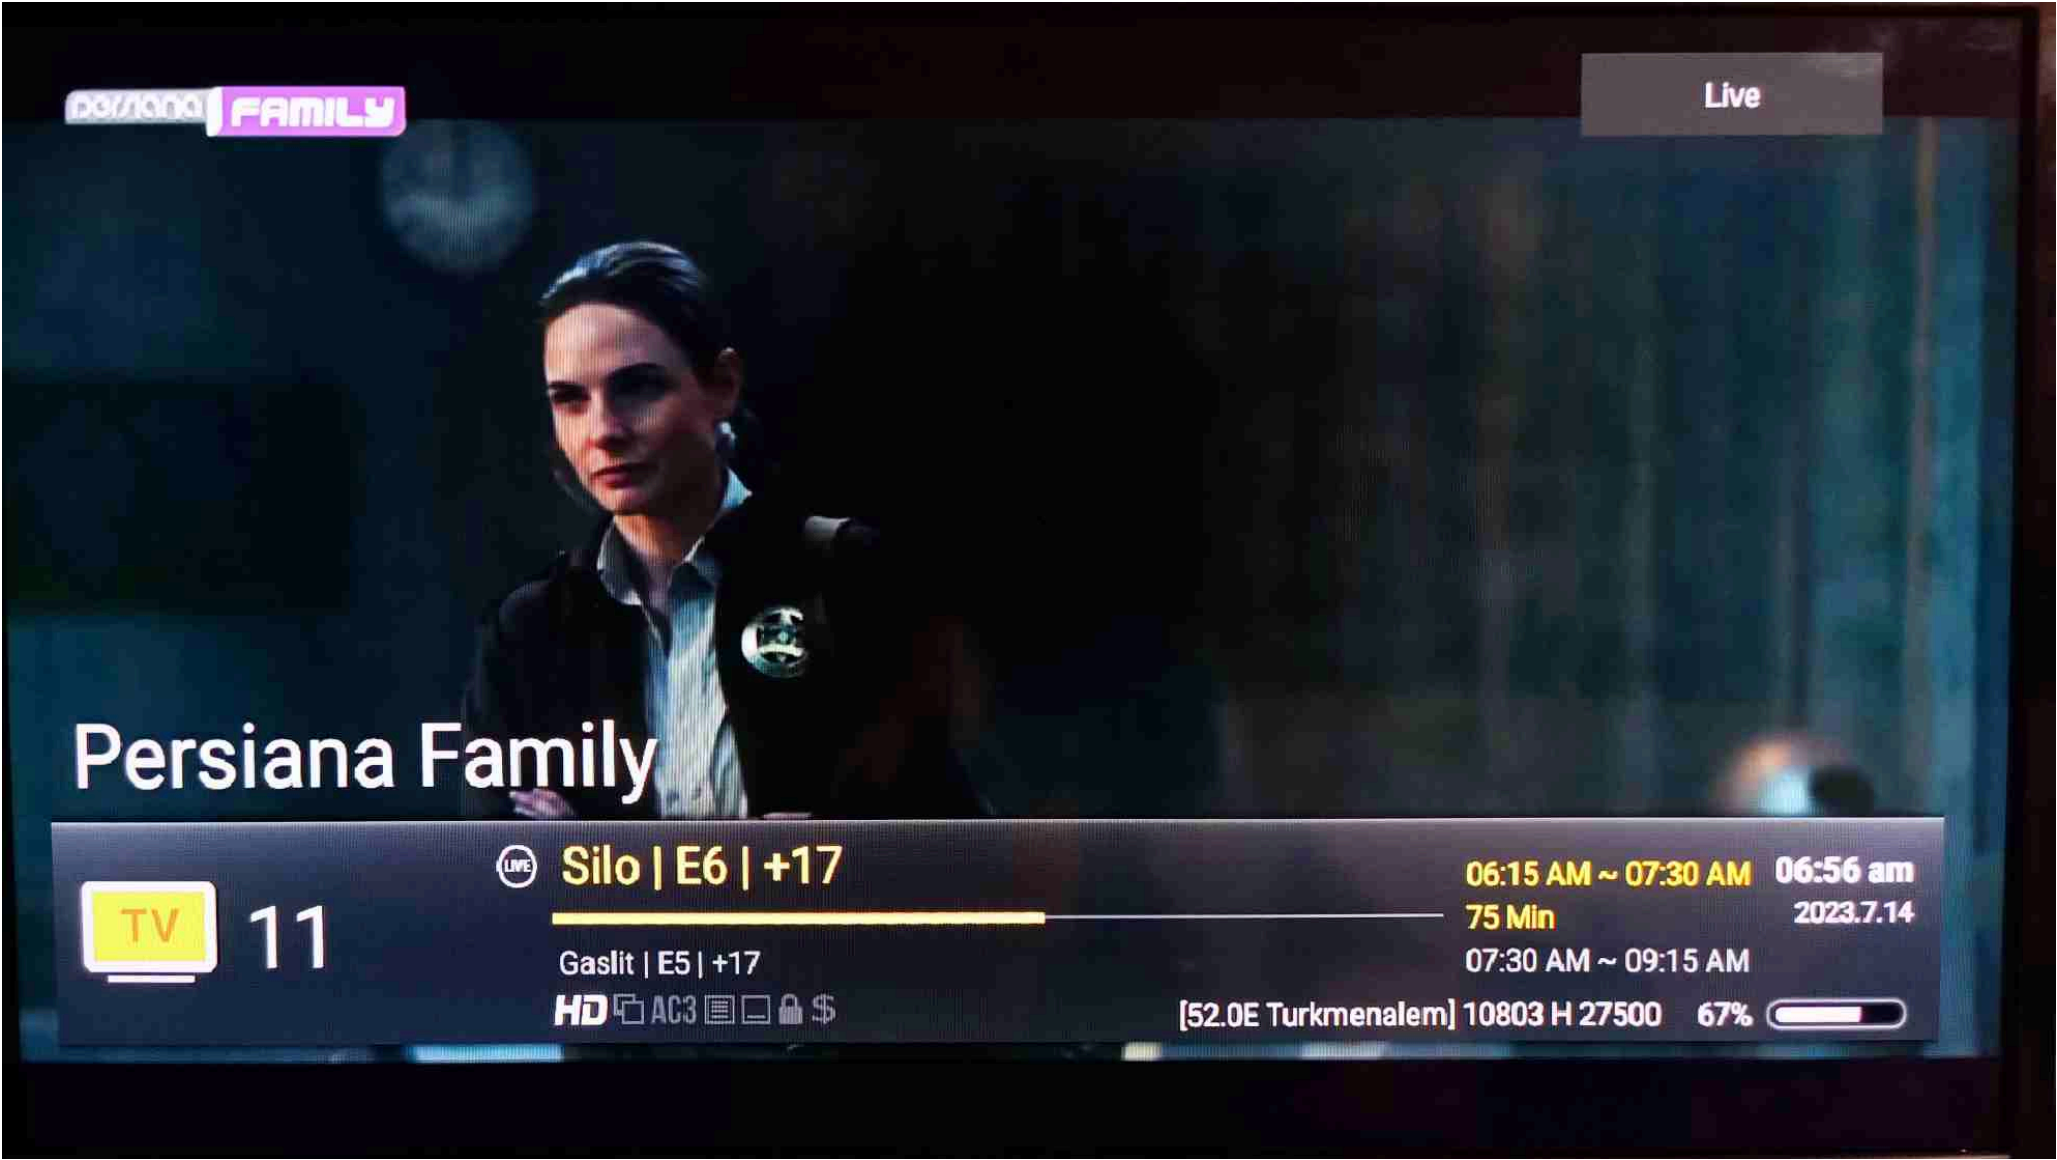 persiana FAMILY
Live
Persiana Family
TV 11
LIVE Silo | E6 | +17
06:15 AM ~ 07:30 AM 06:56 am
75 Min 2023.7.14
Gaslit | E5 | +17 07:30 AM ~ 09:15 AM
HD AC3 $ [52.0E Turkmenalem] 10803 H 27500 67%